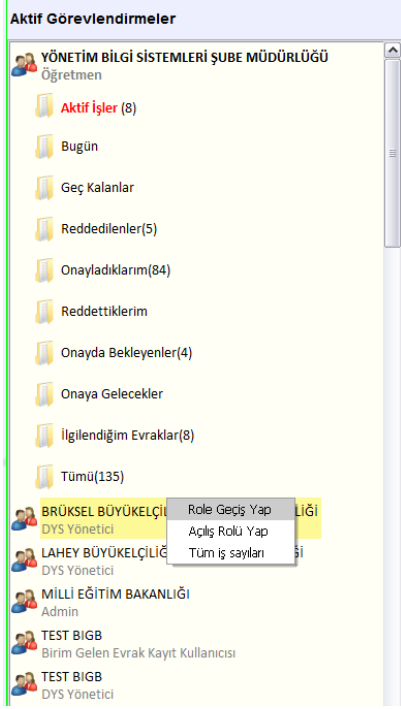 Aktif Görevlendirmeler
YÖNETİM BİLGİ SİSTEMLERİ ŞUBE MÜDÜRLÜĞÜ
Öğretmen
Aktif İşler (8)
Bugün
Geç Kalanlar
Reddedilenler(5)
Onayladıklarım(84)
Reddettiklerim
Onayda Bekleyenler(4)
Onaya Gelecekler
İlgilendiğim Evraklar(8)
Tümü(135)
BRÜKSEL BÜYÜKELÇİL LİĞİ
DYS Yönetici
Role Geçiş Yap
Açılış Rolü Yap
Tüm iş sayıları
LAHEY BÜYÜKELÇİLİĞ Ği
DYS Yönetici
MİLLİ EĞİTİM BAKANLIĞI
Admin
TEST BIGB
Birim Gelen Evrak Kayıt Kullanıcısı
TEST BIGB
DYS Yönetici